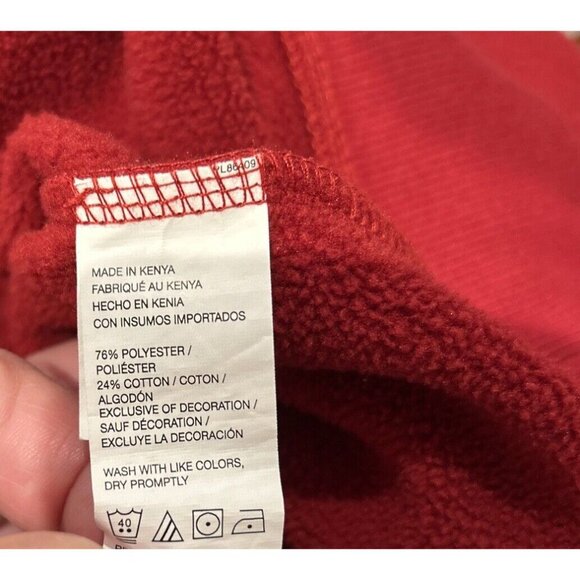 YL86409
MADE IN KENYA
FABRIQUÉ AU KENYA
HECHO EN KENIA
CON INSUMOS IMPORTADOS
76% POLYESTER /
POLIÉSTER
24% COTTON / COTON /
ALGODÓN
EXCLUSIVE OF DECORATION /
SAUF DÉCORATION /
EXCLUYE LA DECORACIÓN
WASH WITH LIKE COLORS,
DRY PROMPTLY
40